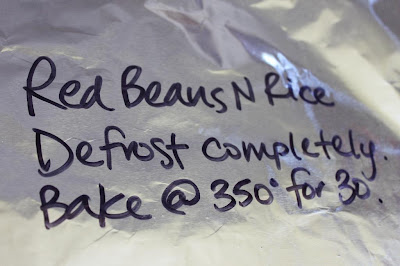 Red Beans N Rice
Defrost completely.
Bake @ 350° for 30.